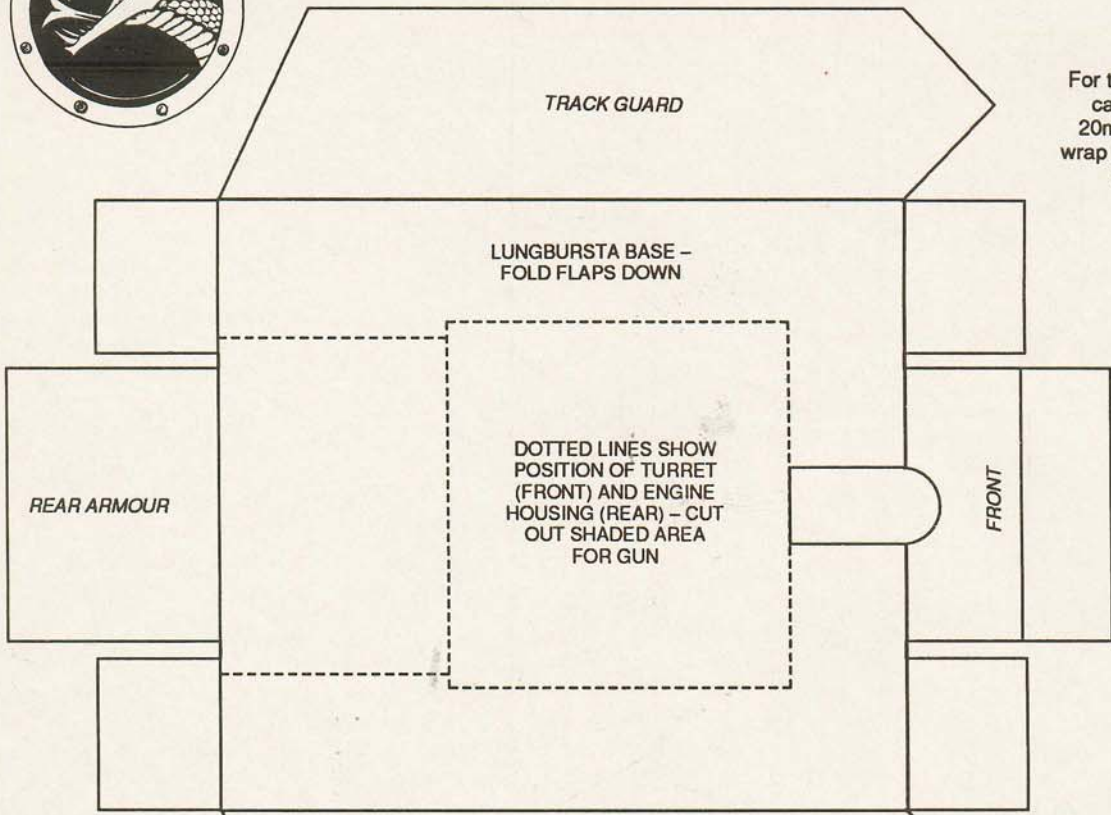 TRACK GUARD
For t
ca
20m
wrap
LUNGBURSTA BASE –
FOLD FLAPS DOWN
DOTTED LINES SHOW
POSITION OF TURRET
(FRONT) AND ENGINE
HOUSING (REAR) – CUT
OUT SHADED AREA
FOR GUN
REAR ARMOUR
FRONT